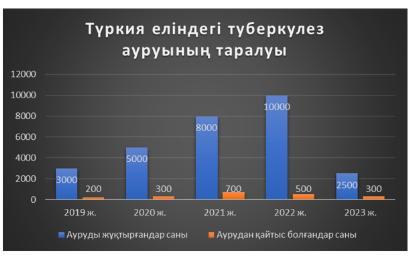 Түркия еліндегі туберкулез
ауруының таралуы
12000
10000
8000
6000
4000
2000
0
3000
200
5000
300
8000
700
10000
500
2500
300
2019 ж.
2020 ж.
2021 ж.
2022 ж.
2023 ж.
Ауруды жұқтырғандар саны
Аурудан қайтыс болғандар саны